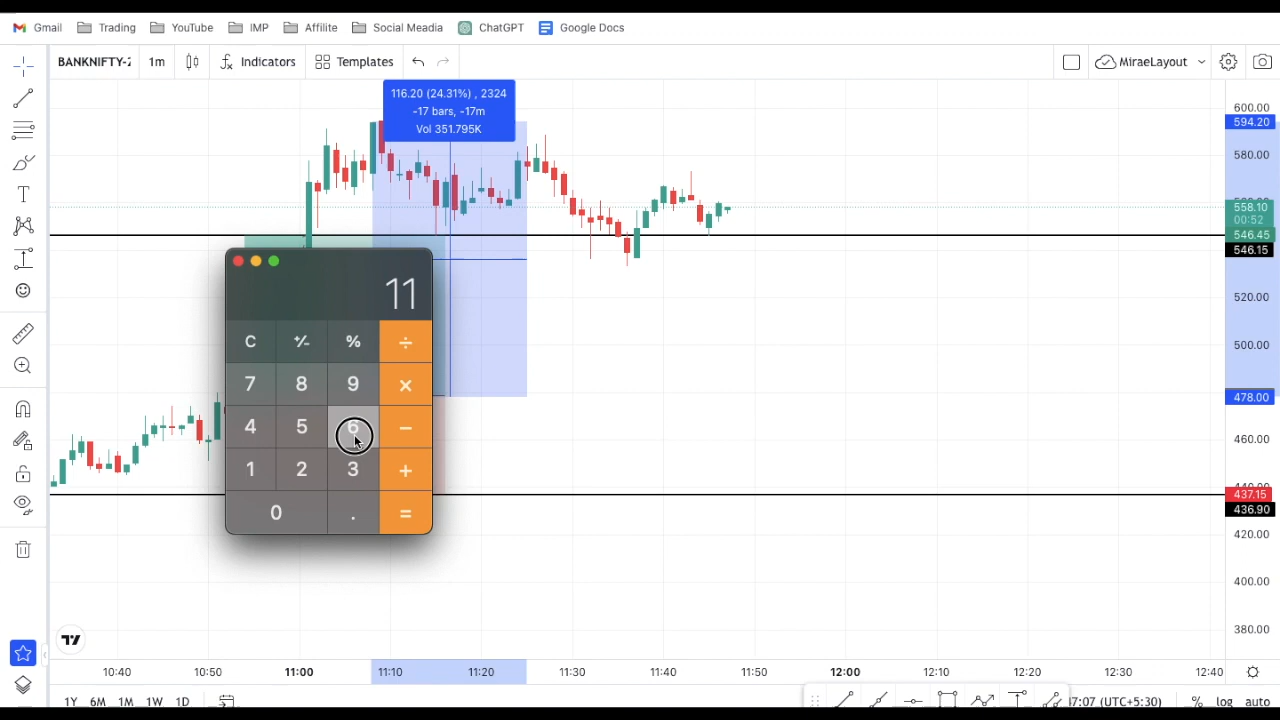 Gmail Trading YouTube IMP Affilite Social Meadia ChatGPT Google Docs
BANKNIFTY-2 1m Indicators Templates MiraeLayout
116.20 (24.31%) , 2324
-17 bars, -17m
Vol 351.795K
600.00
594.20
580.00
558.10
00:52
546.45
546.15
520.00
500.00
478.00
460.00
437.15
436.90
420.00
400.00
380.00
11
C +/- % ÷
7 8 9 ×
4 5 6 −
1 2 3 +
0 . =
10:40 10:50 11:00 11:10 11:20 11:30 11:40 11:50 12:00 12:10 12:20 12:30 12:40
1Y 6M 1M 1W 1D 17:07 (UTC+5:30) % log auto